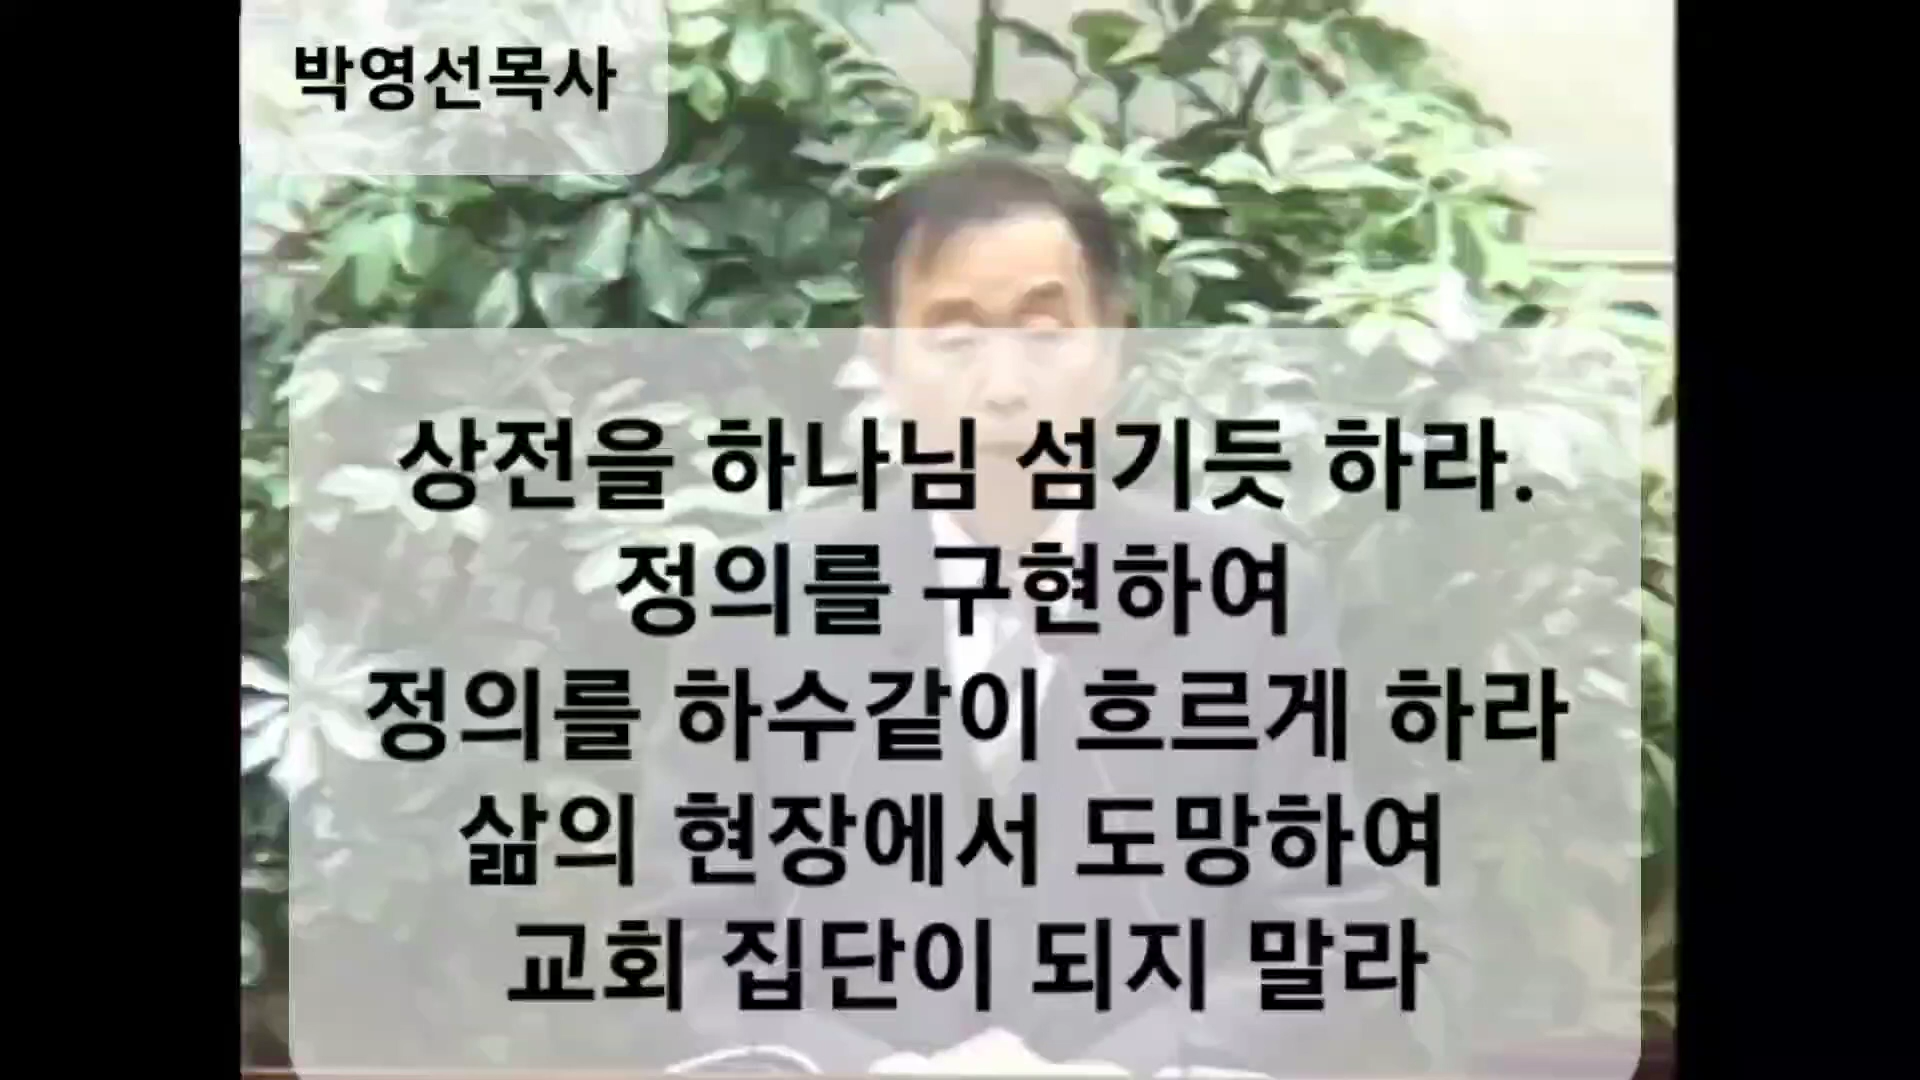 박영선목사
상전을 하나님 섬기듯 하라.
정의를 구현하여
정의를 하수같이 흐르게 하라
삶의 현장에서 도망하여
교회 집단이 되지 말라